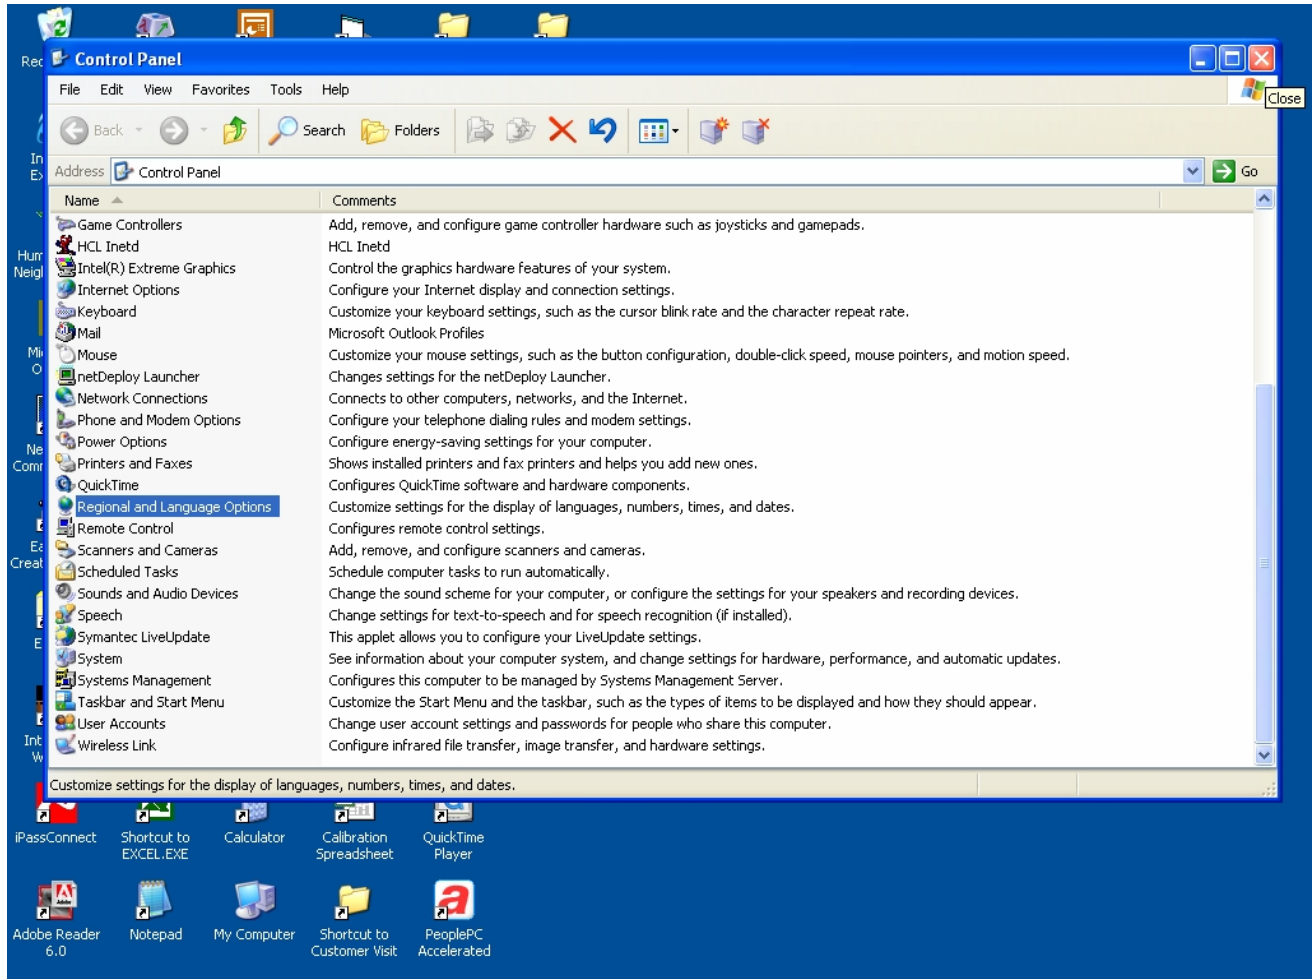 Rec
Control Panel
File Edit View Favorites Tools Help
Close
Back Search Folders
Address Control Panel Go
Name Comments
Game Controllers Add, remove, and configure game controller hardware such as joysticks and gamepads.
HCL Inetd HCL Inetd
Intel(R) Extreme Graphics Control the graphics hardware features of your system.
Internet Options Configure your Internet display and connection settings.
Keyboard Customize your keyboard settings, such as the cursor blink rate and the character repeat rate.
Mail Microsoft Outlook Profiles
Mouse Customize your mouse settings, such as the button configuration, double-click speed, mouse pointers, and motion speed.
netDeploy Launcher Changes settings for the netDeploy Launcher.
Network Connections Connects to other computers, networks, and the Internet.
Phone and Modem Options Configure your telephone dialing rules and modem settings.
Power Options Configure energy-saving settings for your computer.
Printers and Faxes Shows installed printers and fax printers and helps you add new ones.
QuickTime Configures QuickTime software and hardware components.
Regional and Language Options Customize settings for the display of languages, numbers, times, and dates.
Remote Control Configures remote control settings.
Scanners and Cameras Add, remove, and configure scanners and cameras.
Scheduled Tasks Schedule computer tasks to run automatically.
Sounds and Audio Devices Change the sound scheme for your computer, or configure the settings for your speakers and recording devices.
Speech Change settings for text-to-speech and for speech recognition (if installed).
Symantec LiveUpdate This applet allows you to configure your LiveUpdate settings.
System See information about your computer system, and change settings for hardware, performance, and automatic updates.
Systems Management Configures this computer to be managed by Systems Management Server.
Taskbar and Start Menu Customize the Start Menu and the taskbar, such as the types of items to be displayed and how they should appear.
User Accounts Change user account settings and passwords for people who share this computer.
Wireless Link Configure infrared file transfer, image transfer, and hardware settings.
Customize settings for the display of languages, numbers, times, and dates.
iPassConnect Shortcut to Calculator Calibration QuickTime
EXCEL.EXE Spreadsheet Player
Adobe Reader Notepad My Computer Shortcut to PeoplePC
6.0 Customer Visit Accelerated